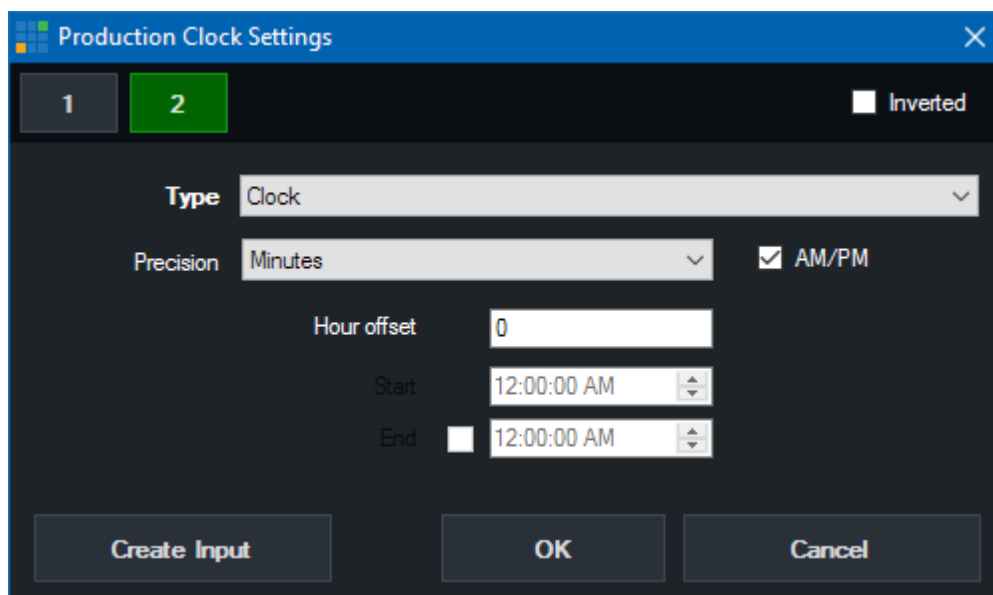 Production Clock Settings
1 2 Inverted
Type Clock
Precision Minutes AM/PM
Hour offset 0
Start 12:00:00 AM
End 12:00:00 AM
Create Input OK Cancel